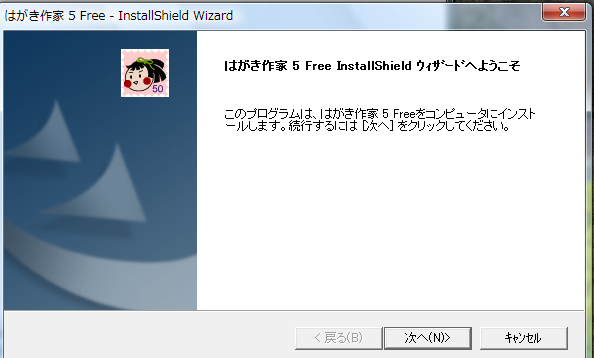 はがき作家 5 Free - InstallShield Wizard
50
はがき作家 5 Free InstallShield ｳｨｻﾞｰﾄﾞへようこそ
このプログラムは、はがき作家 5 Freeをコンピュータにインスト
ールします。続行するには [次へ] をクリックしてください。
< 戻る(B)
次へ(N)>
ｷｬﾝｾﾙ